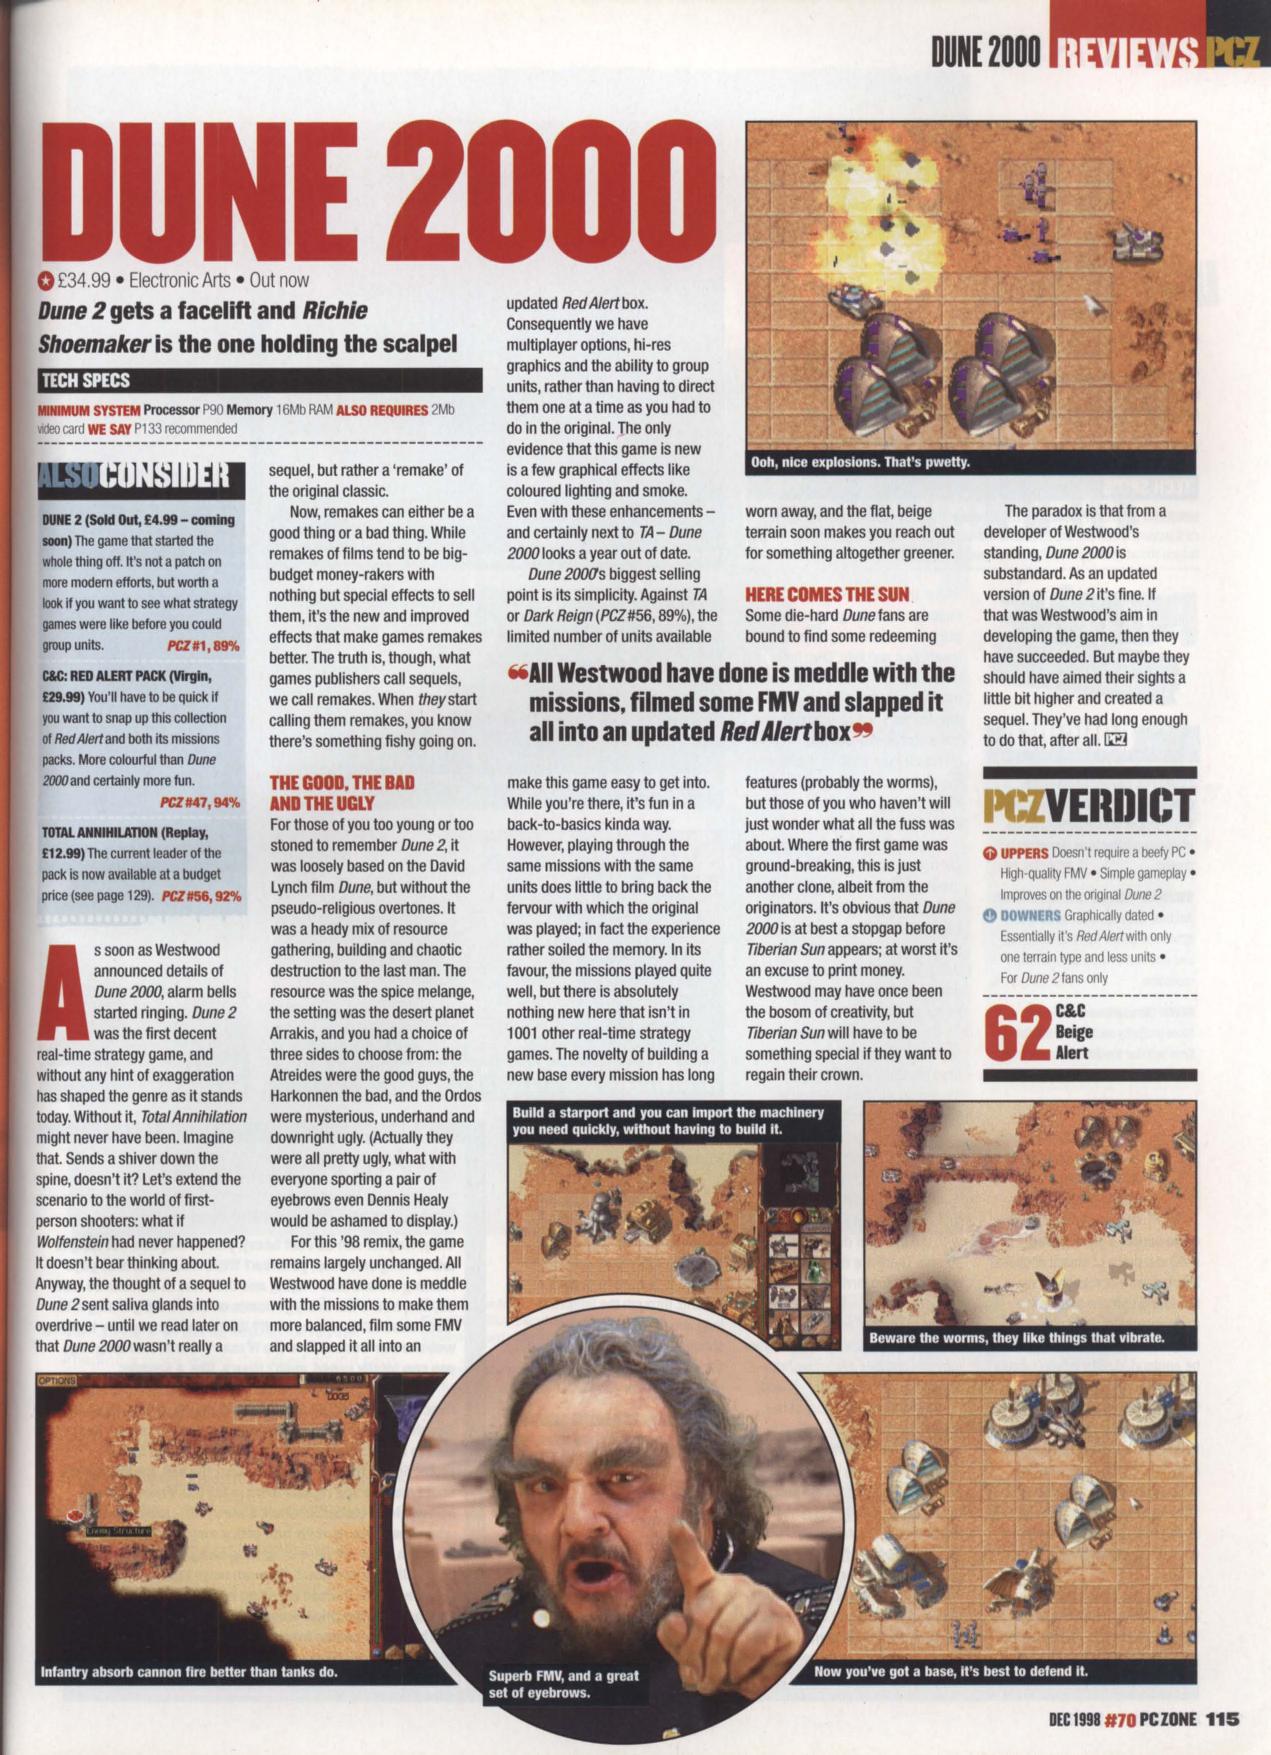 DUNE 2000 REVIEWS PCZ
DUNE 2000
£34.99 • Electronic Arts • Out now
Dune 2 gets a facelift and Richie
Shoemaker is the one holding the scalpel
TECH SPECS
MINIMUM SYSTEM Processor P90 Memory 16Mb RAM ALSO REQUIRES 2Mb
video card WE SAY P133 recommended
ALSO CONSIDER
DUNE 2 (Sold Out, £4.99 – coming
soon) The game that started the
whole thing off. It's not a patch on
more modern efforts, but worth a
look if you want to see what strategy
games were like before you could
group units. PCZ #1, 89%
C&C: RED ALERT PACK (Virgin,
£29.99) You'll have to be quick if
you want to snap up this collection
of Red Alert and both its missions
packs. More colourful than Dune
2000 and certainly more fun.
PCZ #47, 94%
TOTAL ANNIHILATION (Replay,
£12.99) The current leader of the
pack is now available at a budget
price (see page 129). PCZ #56, 92%
As soon as Westwood
announced details of
Dune 2000, alarm bells
started ringing. Dune 2
was the first decent
real-time strategy game, and
without any hint of exaggeration
has shaped the genre as it stands
today. Without it, Total Annihilation
might never have been. Imagine
that. Sends a shiver down the
spine, doesn't it? Let's extend the
scenario to the world of first-
person shooters: what if
Wolfenstein had never happened?
It doesn't bear thinking about.
Anyway, the thought of a sequel to
Dune 2 sent saliva glands into
overdrive – until we read later on
that Dune 2000 wasn't really a
sequel, but rather a 'remake' of
the original classic.
Now, remakes can either be a
good thing or a bad thing. While
remakes of films tend to be big-
budget money-rakers with
nothing but special effects to sell
them, it's the new and improved
effects that make games remakes
better. The truth is, though, what
games publishers call sequels,
we call remakes. When they start
calling them remakes, you know
there's something fishy going on.
THE GOOD, THE BAD
AND THE UGLY
For those of you too young or too
stoned to remember Dune 2, it
was loosely based on the David
Lynch film Dune, but without the
pseudo-religious overtones. It
was a heady mix of resource
gathering, building and chaotic
destruction to the last man. The
resource was the spice melange,
the setting was the desert planet
Arrakis, and you had a choice of
three sides to choose from: the
Atreides were the good guys, the
Harkonnen the bad, and the Ordos
were mysterious, underhand and
downright ugly. (Actually they
were all pretty ugly, what with
everyone sporting a pair of
eyebrows even Dennis Healy
would be ashamed to display.)
For this '98 remix, the game
remains largely unchanged. All
Westwood have done is meddle
with the missions to make them
more balanced, film some FMV
and slapped it all into an
updated Red Alert box.
Consequently we have
multiplayer options, hi-res
graphics and the ability to group
units, rather than having to direct
them one at a time as you had to
do in the original. The only
evidence that this game is new
is a few graphical effects like
coloured lighting and smoke.
Even with these enhancements –
and certainly next to TA – Dune
2000 looks a year out of date.
Dune 2000's biggest selling
point is its simplicity. Against TA
or Dark Reign (PCZ #56, 89%), the
limited number of units available
“All Westwood have done is meddle with the
missions, filmed some FMV and slapped it
all into an updated Red Alert box”
make this game easy to get into.
While you're there, it's fun in a
back-to-basics kinda way.
However, playing through the
same missions with the same
units does little to bring back the
fervour with which the original
was played; in fact the experience
rather soiled the memory. In its
favour, the missions played quite
well, but there is absolutely
nothing new here that isn't in
1001 other real-time strategy
games. The novelty of building a
new base every mission has long
Ooh, nice explosions. That's pwetty.
worn away, and the flat, beige
terrain soon makes you reach out
for something altogether greener.
HERE COMES THE SUN
Some die-hard Dune fans are
bound to find some redeeming
features (probably the worms),
but those of you who haven't will
just wonder what all the fuss was
about. Where the first game was
ground-breaking, this is just
another clone, albeit from the
originators. It's obvious that Dune
2000 is at best a stopgap before
Tiberian Sun appears; at worst it's
an excuse to print money.
Westwood may have once been
the bosom of creativity, but
Tiberian Sun will have to be
something special if they want to
regain their crown.
The paradox is that from a
developer of Westwood's
standing, Dune 2000 is
substandard. As an updated
version of Dune 2 it's fine. If
that was Westwood's aim in
developing the game, then they
have succeeded. But maybe they
should have aimed their sights a
little bit higher and created a
sequel. They've had long enough
to do that, after all. PCZ
PCZVERDICT
UPPERS Doesn't require a beefy PC •
High-quality FMV • Simple gameplay •
Improves on the original Dune 2
DOWNERS Graphically dated •
Essentially it's Red Alert with only
one terrain type and less units •
For Dune 2 fans only
62 C&C
Beige
Alert
Build a starport and you can import the machinery
you need quickly, without having to build it.
Beware the worms, they like things that vibrate.
OPTIONS
Enemy Structure
Infantry absorb cannon fire better than tanks do.
Superb FMV, and a great
set of eyebrows.
Now you've got a base, it's best to defend it.
DEC 1998 #70 PC ZONE 115